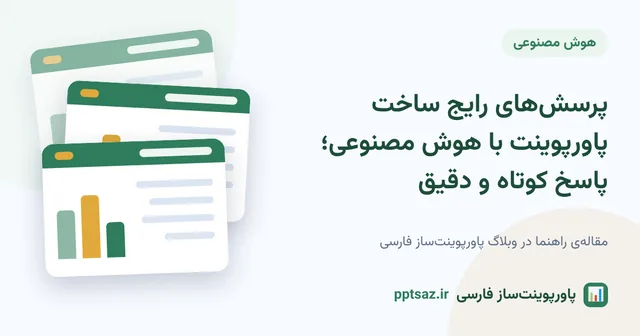 هوش مصنوعی
پرسش‌های رایج ساخت
پاورپوینت با هوش مصنوعی؛
پاسخ کوتاه و دقیق
مقاله‌ی راهنما در وبلاگ پاورپوینت‌ساز فارسی
پاورپوینت‌ساز فارسی pptsaz.ir